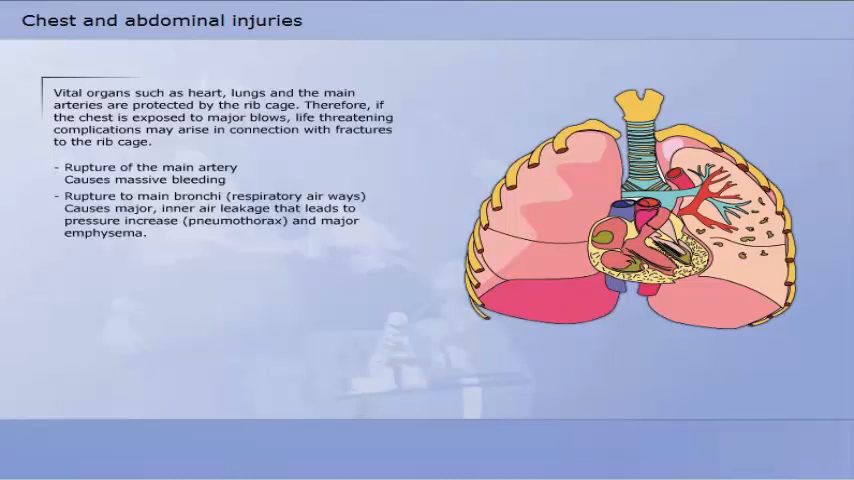 Chest and abdominal injuries
Vital organs such as heart, lungs and the main
arteries are protected by the rib cage. Therefore, if
the chest is exposed to major blows, life threatening
complications may arise in connection with fractures
to the rib cage.
- Rupture of the main artery
Causes massive bleeding
- Rupture to main bronchi (respiratory air ways)
Causes major, inner air leakage that leads to
pressure increase (pneumothorax) and major
emphysema.